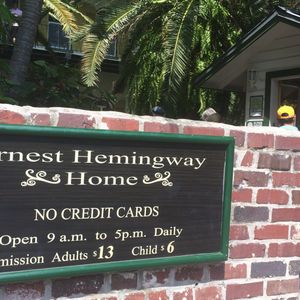 rnest Hemingway
Home
NO CREDIT CARDS
Open 9 a.m. to 5p.m. Daily
mission Adults $13 Child $6